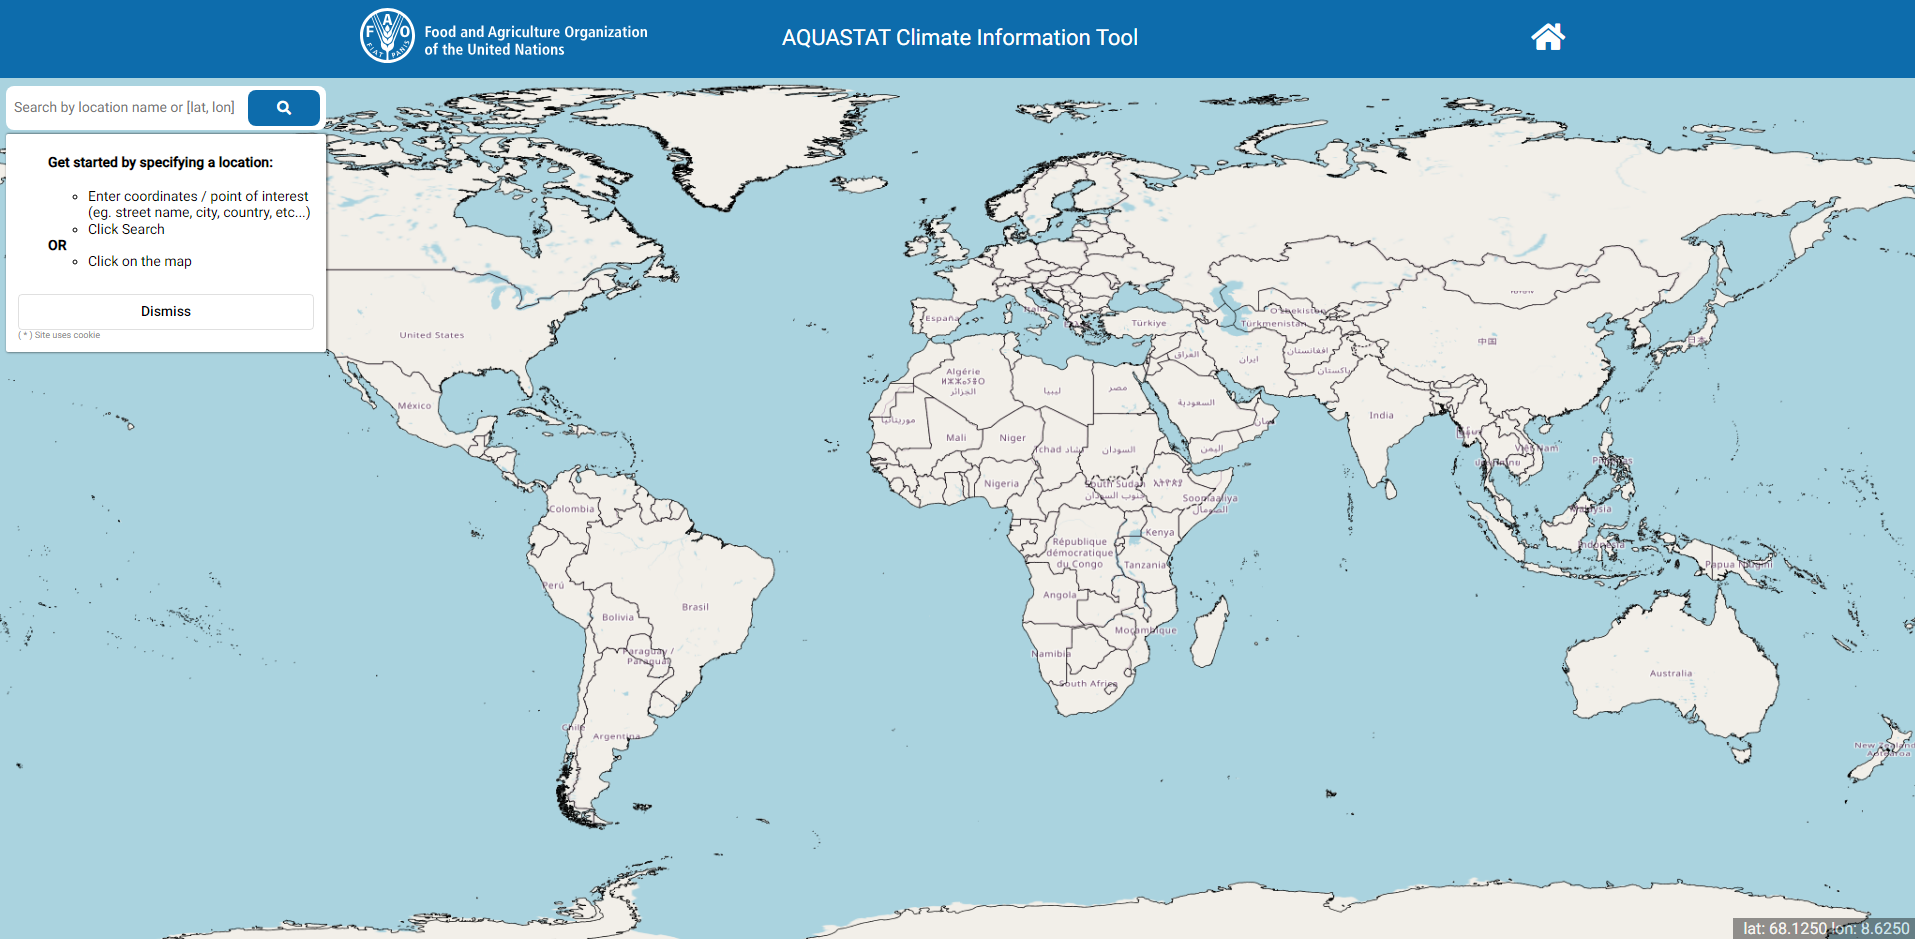 Food and Agriculture Organization
of the United Nations
AQUASTAT Climate Information Tool
Search by location name or [lat, lon]
Get started by specifying a location:
Enter coordinates / point of interest
(eg. street name, city, country, etc...)
Click Search
OR
Click on the map
Dismiss
( * ) Site uses cookie
United States
México
Colombia
Perú
Brasil
Bolivia
Paraguay /
Paraguái
Chile
Argentina
España
Italia
Türkiye
Oʻzbekiston
Türkmenistan
العراق
ایران
افغانستان
پاکستان
中国
日本
Algérie
ⵍⵣⵣⴰⵢⴻⵔ
الجزائر
ليبيا
مصر
السعودية
عمان
اليمن
موريتانيا
Mali
Niger
Tchad تشاد
السودان
Nigeria
South Sudan
جنوب السودان
Soomaaliya
الصومال
Kenya
République
démocratique
du Congo
Tanzania
Angola
Moçambique
Namibia
South Africa
India
Việt Nam
Malaysia
Indonesia
Papua Niugini
Australia
New Zealand
Aotearoa
lat: 68.1250 lon: 8.6250